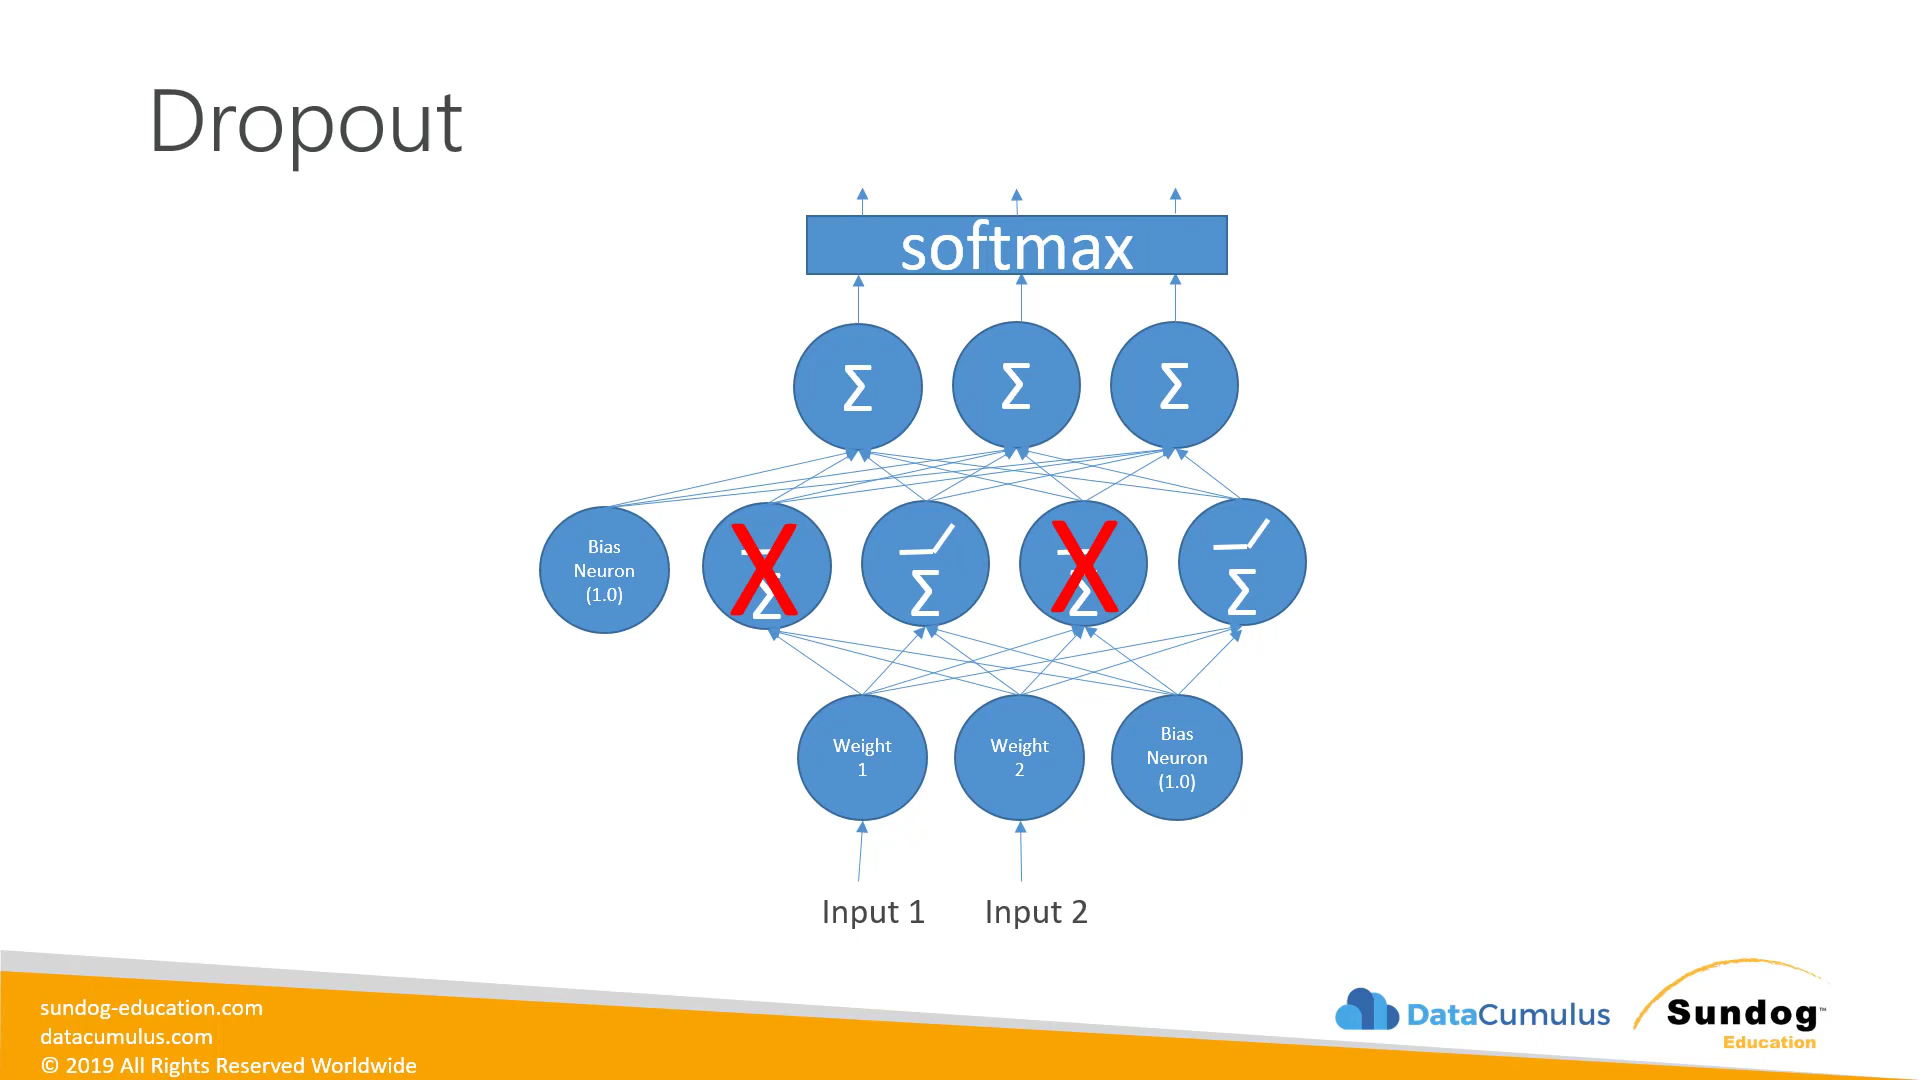 Dropout
softmax
Σ Σ Σ
Bias
Neuron
(1.0)
X
Σ
Σ
X
Σ
Σ
Weight
1
Weight
2
Bias
Neuron
(1.0)
Input 1 Input 2
sundog-education.com
datacumulus.com
© 2019 All Rights Reserved Worldwide
DataCumulus
Sundog™
Education